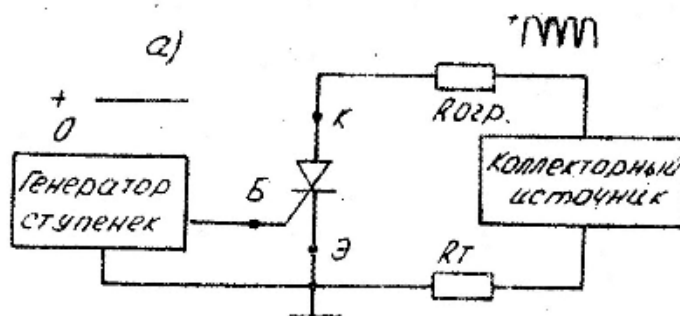 а)
+
0
Генератор
ступенек
Б
К
Э
Rогр.
Rт
+
Коллекторный
источник